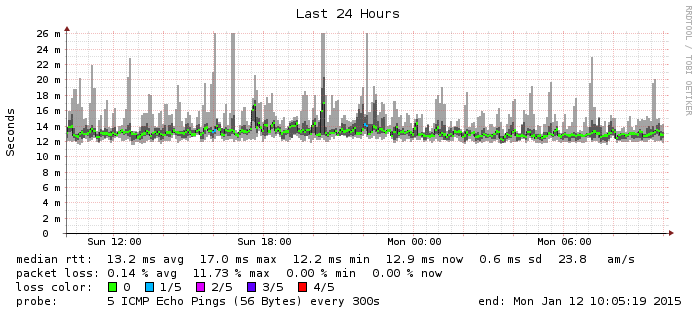 Last 24 Hours
RRDTOOL / TOBI OETIKER
Seconds
26 m
24 m
22 m
20 m
18 m
16 m
14 m
12 m
10 m
8 m
6 m
4 m
2 m
0
Sun 12:00 Sun 18:00 Mon 00:00 Mon 06:00
median rtt: 13.2 ms avg 17.0 ms max 12.2 ms min 12.9 ms now 0.6 ms sd 23.8 am/s
packet loss: 0.14 % avg 11.73 % max 0.00 % min 0.00 % now
loss color: 0 1/5 2/5 3/5 4/5
probe: 5 ICMP Echo Pings (56 Bytes) every 300s end: Mon Jan 12 10:05:19 2015